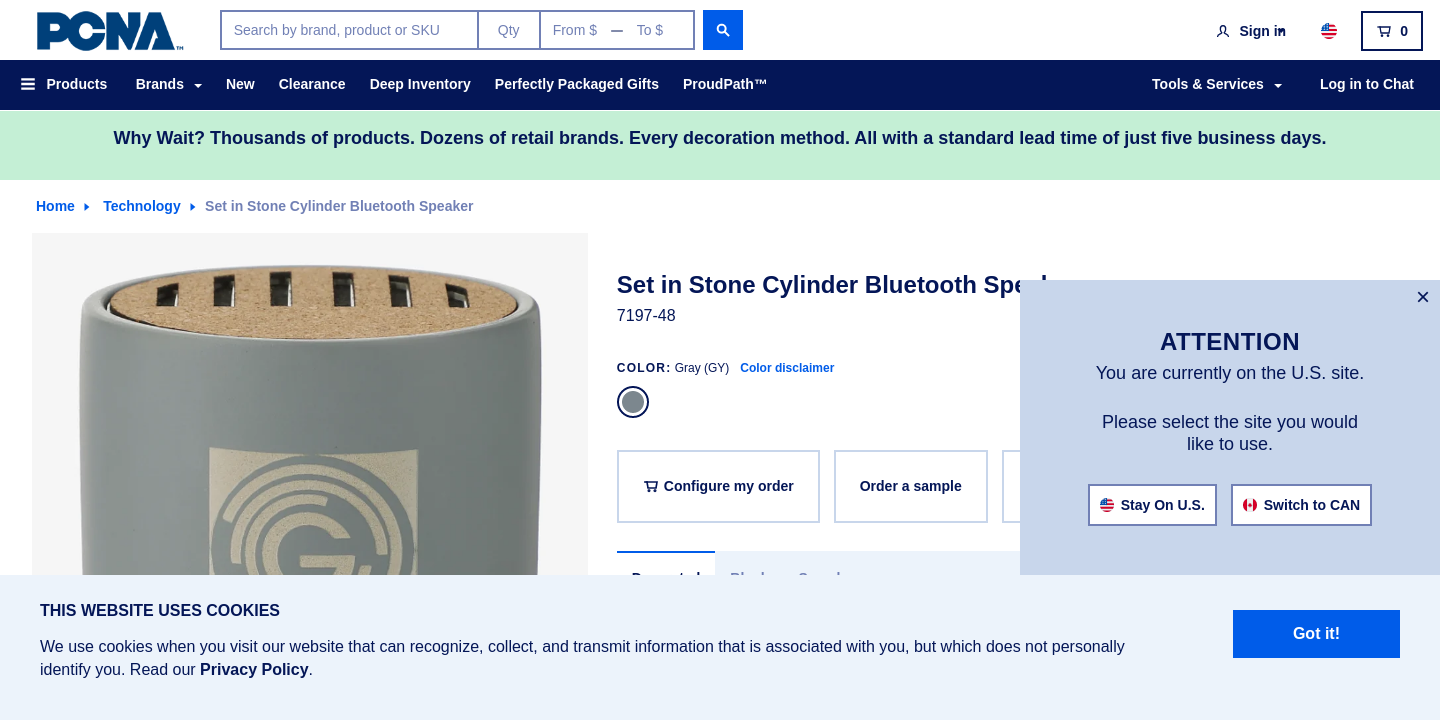 PCNA™
Search by brand, product or SKU
Qty
From $ — To $
Sign in
0
Products
Brands
New
Clearance
Deep Inventory
Perfectly Packaged Gifts
ProudPath™
Tools & Services
Log in to Chat
Why Wait? Thousands of products. Dozens of retail brands. Every decoration method. All with a standard lead time of just five business days.
Home
Technology
Set in Stone Cylinder Bluetooth Speaker
Set in Stone Cylinder Bluetooth
7197-48
COLOR: Gray (GY) Color disclaimer
Configure my order
Order a sample
×
ATTENTION
You are currently on the U.S. site.
Please select the site you would
like to use.
Stay On U.S.
Switch to CAN
THIS WEBSITE USES COOKIES
We use cookies when you visit our website that can recognize, collect, and transmit information that is associated with you, but which does not personally
identify you. Read our Privacy Policy.
Got it!